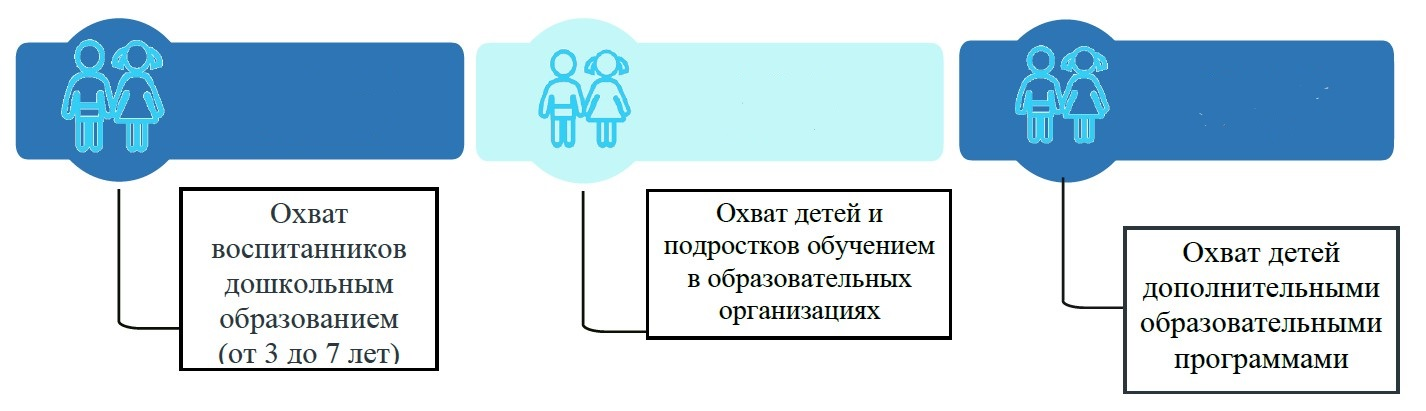 Охват
воспитанников
дошкольным
образованием
(от 3 до 7 лет)
Охват детей и
подростков обучением
в образовательных
организациях
Охват детей
дополнительными
образовательными
программами